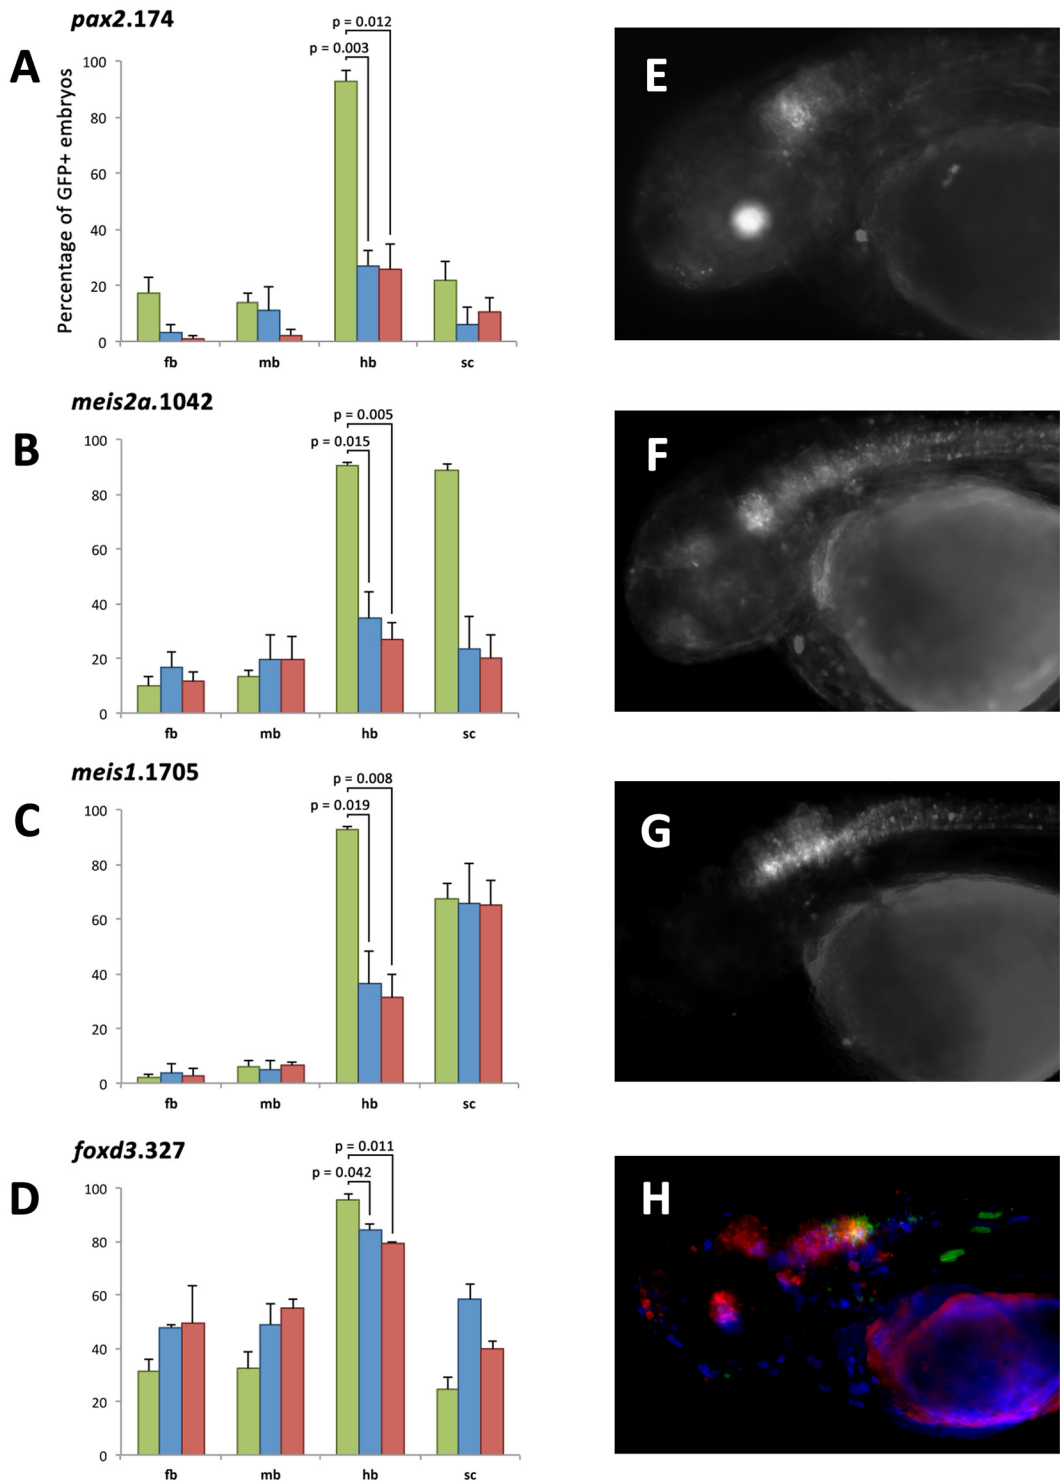 pax2.174
A
p = 0.012
p = 0.003
Percentage of GFP+ embryos
100
80
60
40
20
0
fb mb hb sc
E
meis2a.1042
B
p = 0.005
p = 0.015
100
80
60
40
20
0
fb mb hb sc
F
meis1.1705
C
p = 0.008
p = 0.019
100
80
60
40
20
0
fb mb hb sc
G
foxd3.327
D
p = 0.011
p = 0.042
100
80
60
40
20
0
fb mb hb sc
H